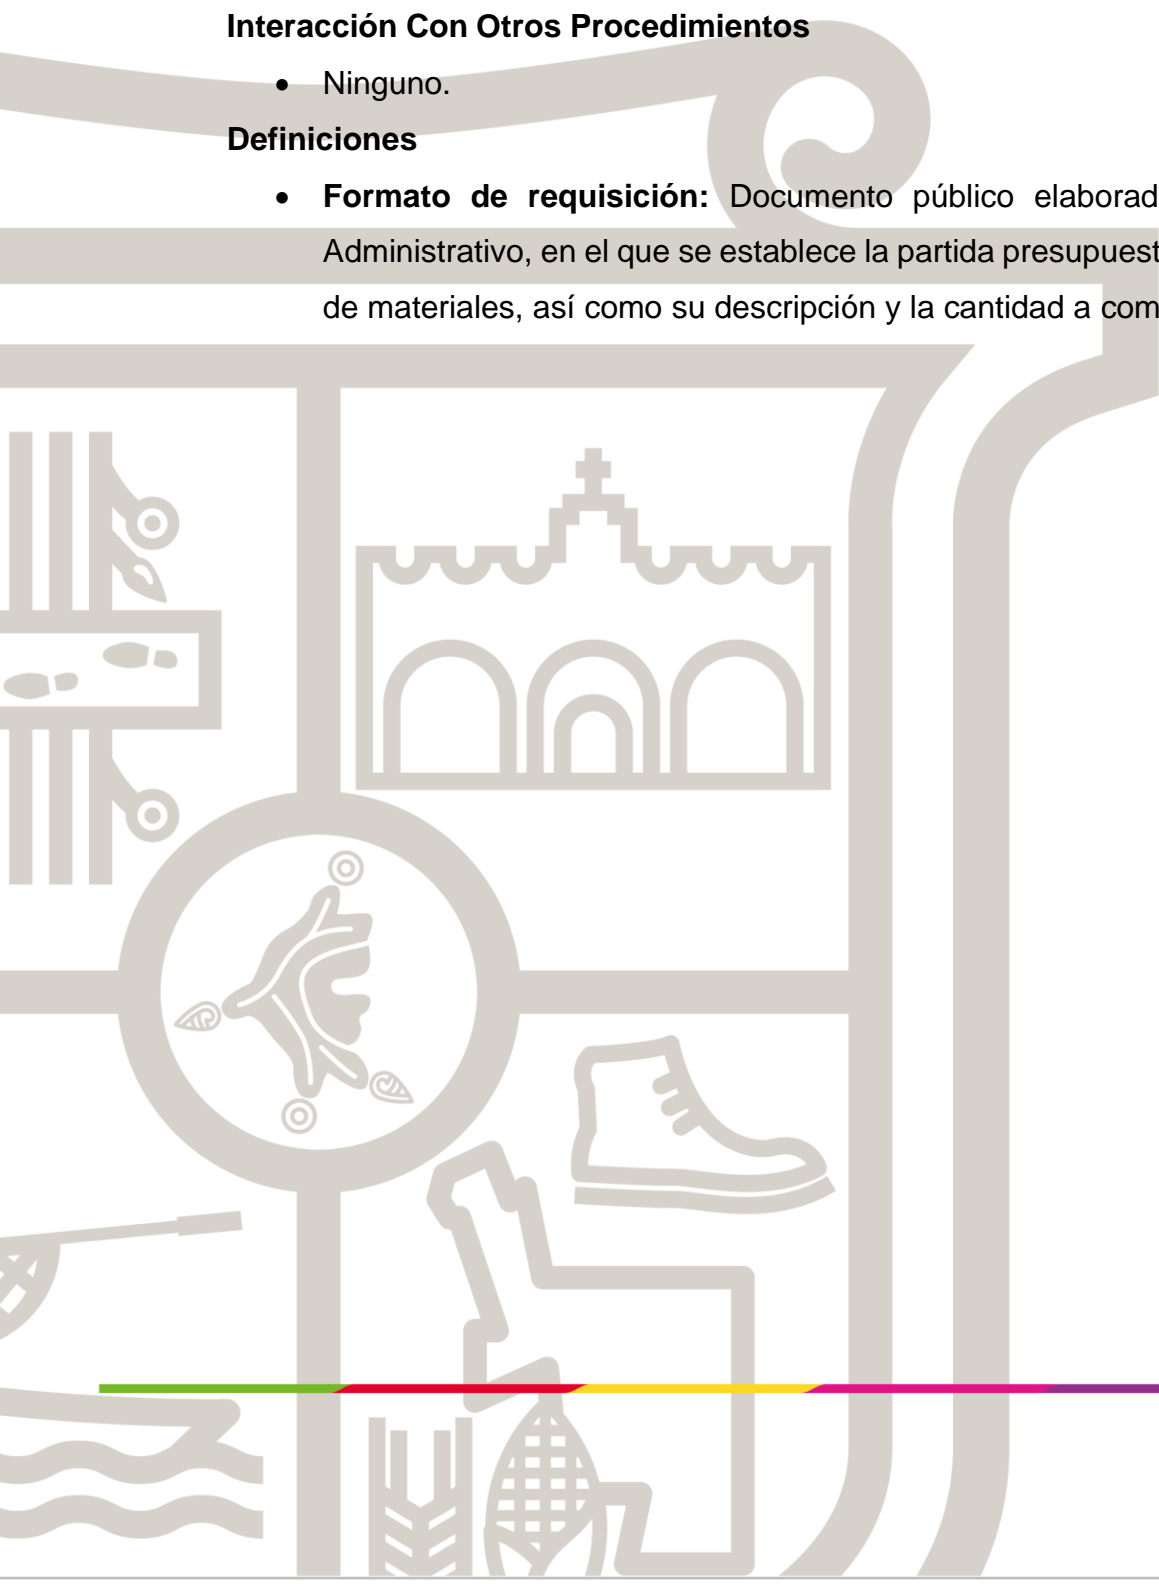 Interacción Con Otros Procedimientos
• Ninguno.
Definiciones
• Formato de requisición: Documento público elaborad
Administrativo, en el que se establece la partida presupuest
de materiales, así como su descripción y la cantidad a com